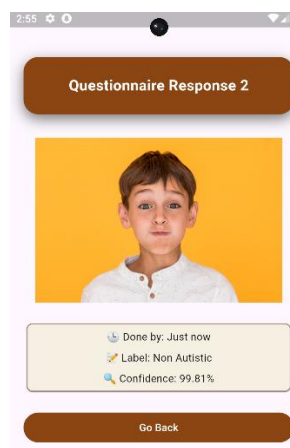 2:55
Questionnaire Response 2
Done by: Just now
Label: Non Autistic
Confidence: 99.81%
Go Back